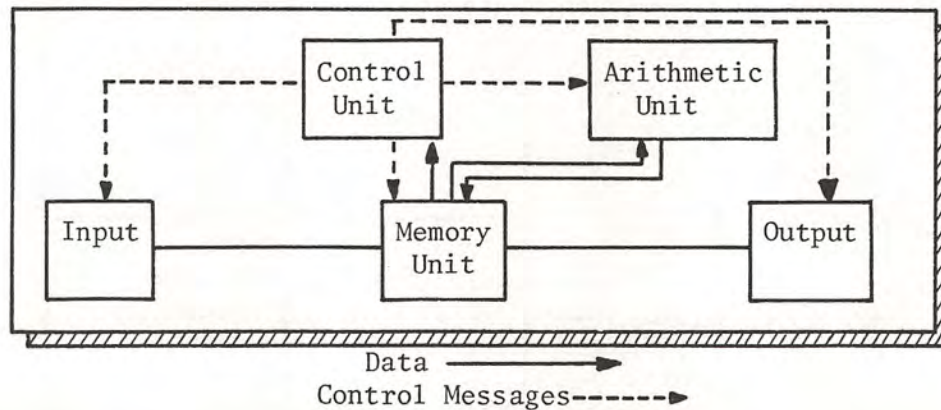 Control
Unit
Arithmetic
Unit
Input
Memory
Unit
Output
Data
Control Messages